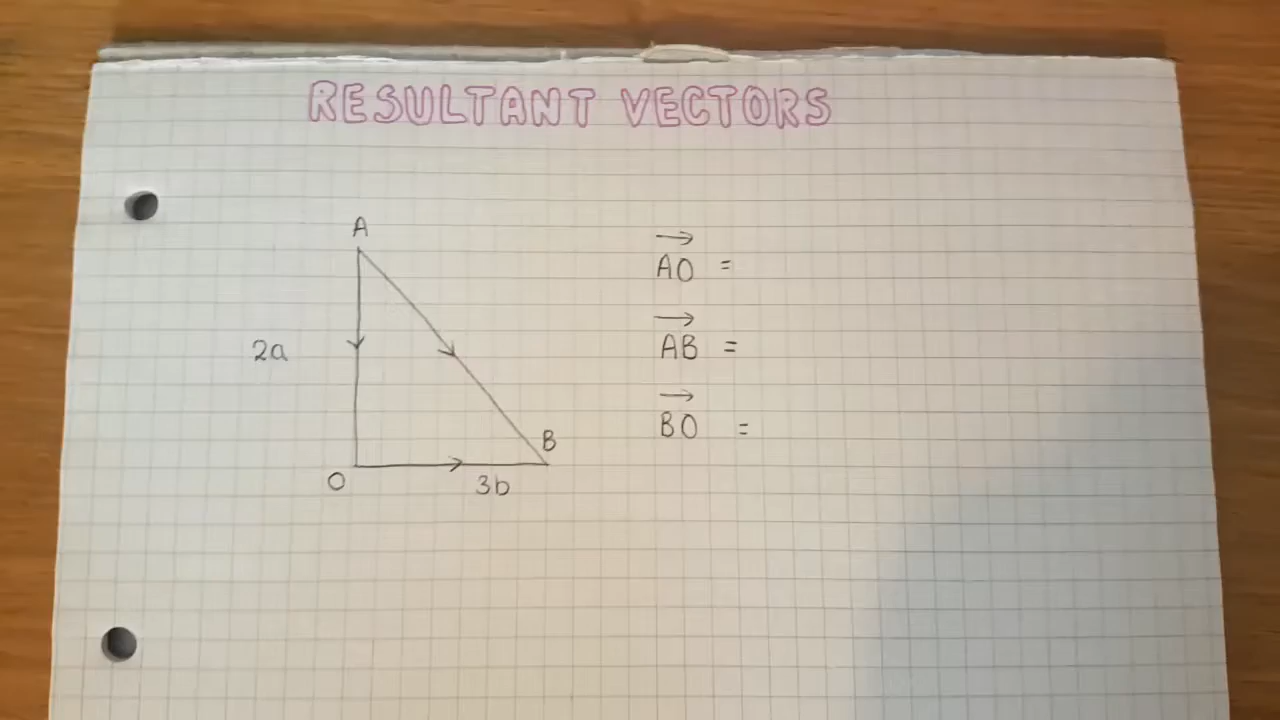 RESULTANT VECTORS
A
2a
O
3b
B
AO =
AB =
BO =